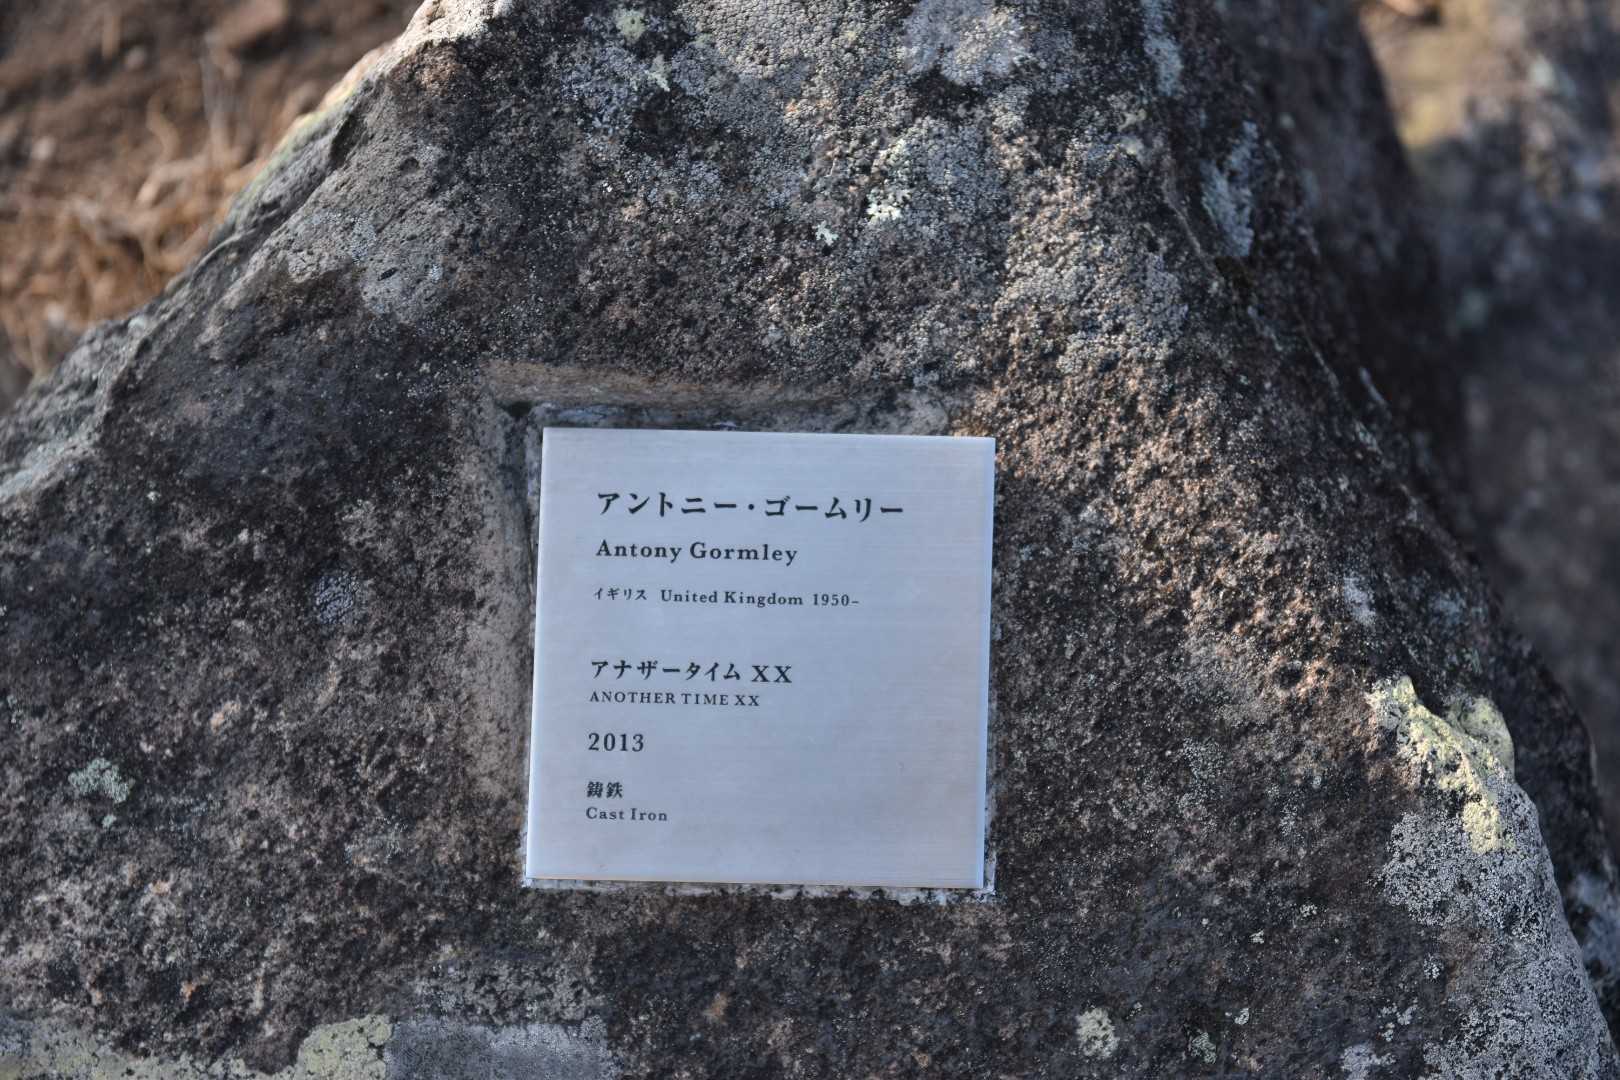 アントニー・ゴームリー
Antony Gormley
イギリス United Kingdom 1950–
アナザータイム XX
ANOTHER TIME XX
2013
鋳鉄
Cast Iron